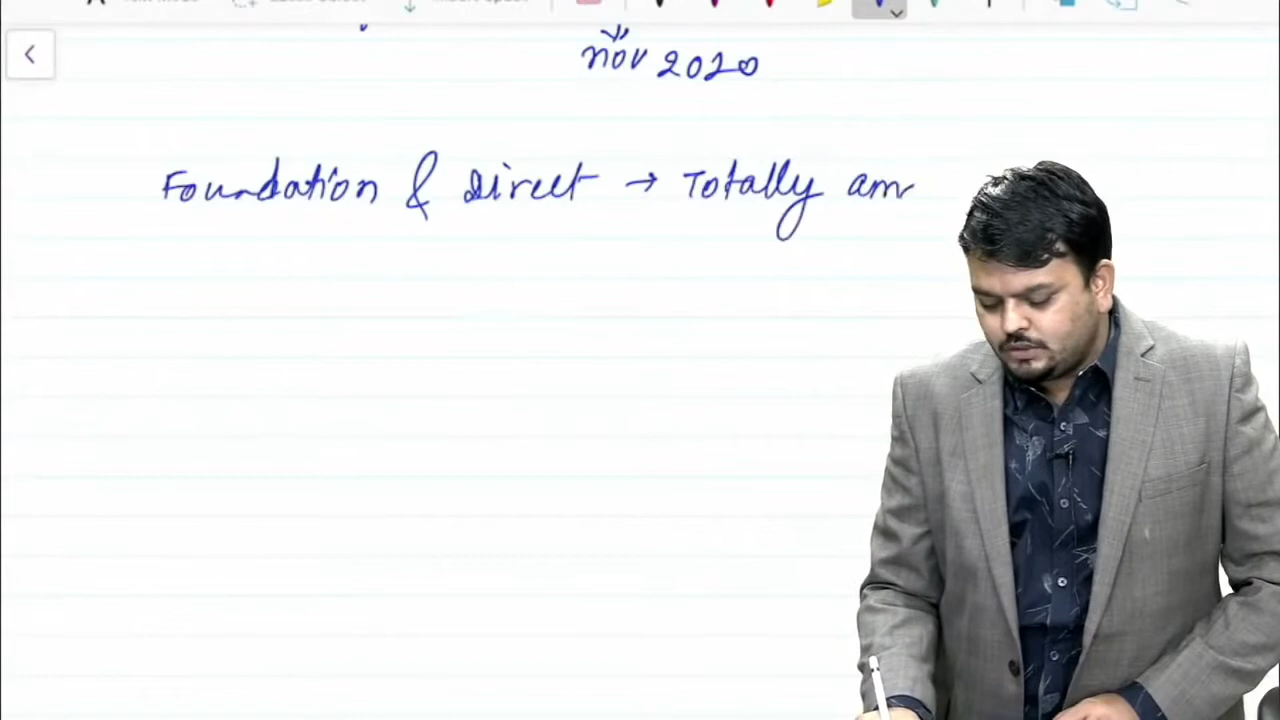 nov 2020
Foundation & Direct → Totally am